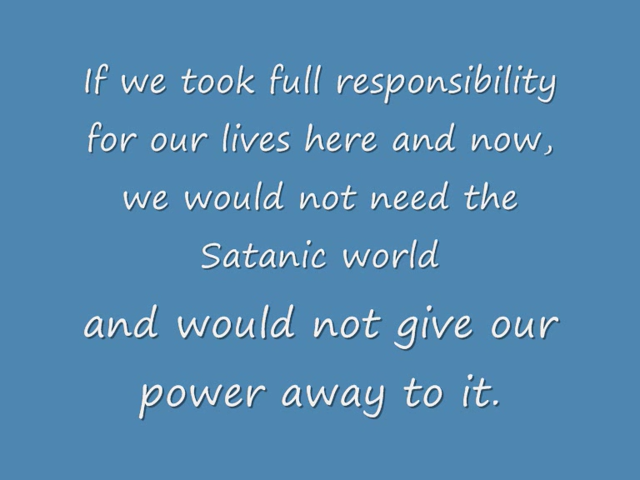 If we took full responsibility
for our lives here and now,
we would not need the
Satanic world
and would not give our
power away to it.